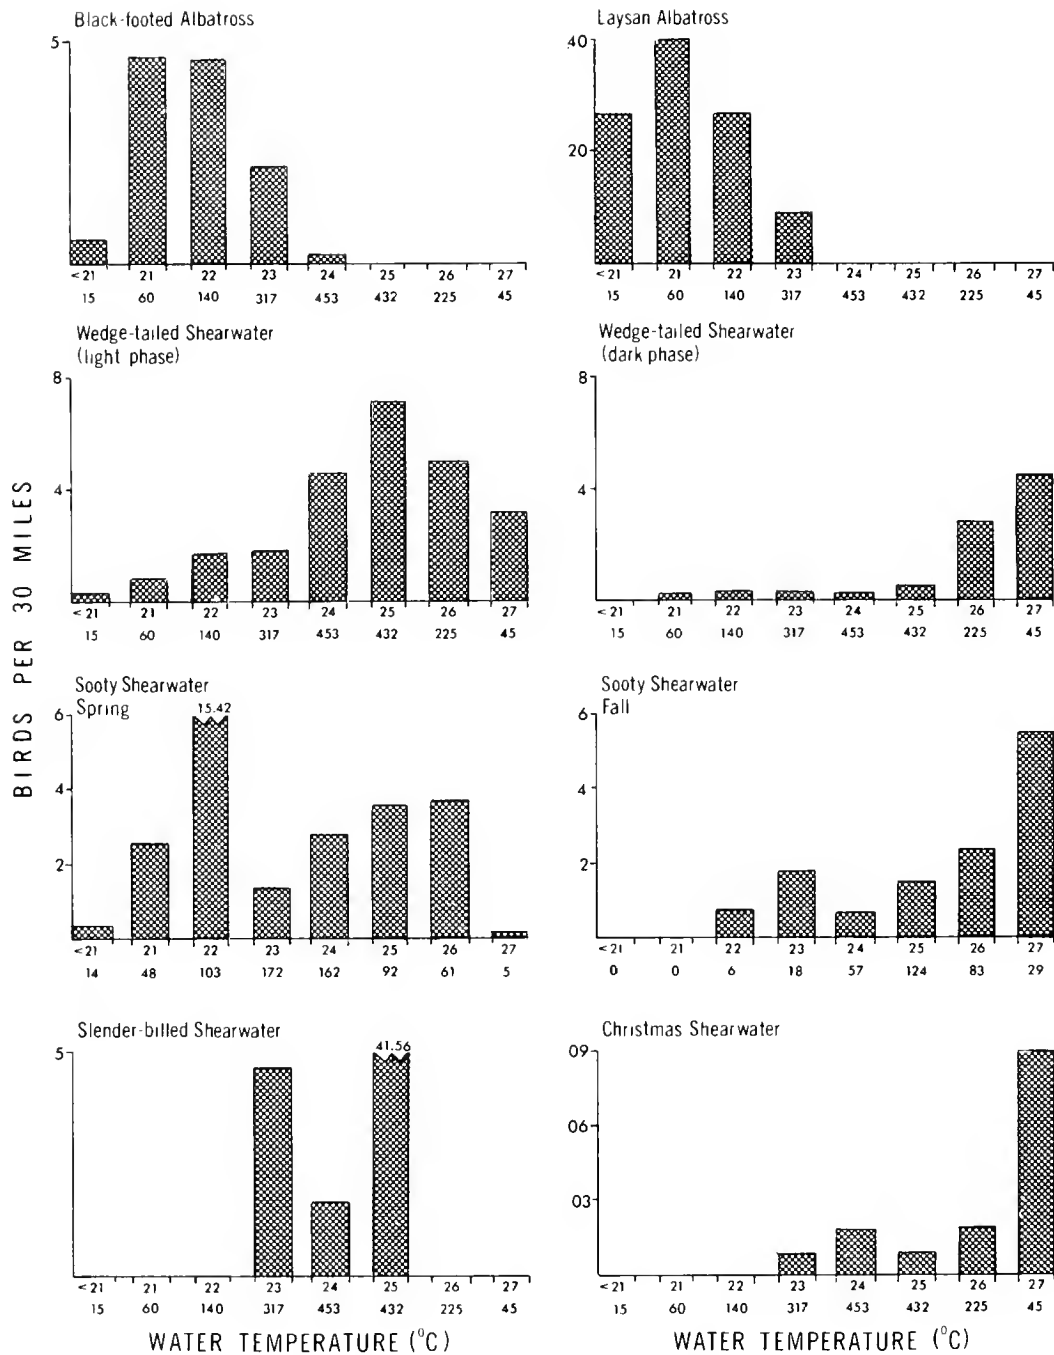 Black-footed Albatross
5
<21 21 22 23 24 25 26 27
15 60 140 317 453 432 225 45
Laysan Albatross
40
20
<21 21 22 23 24 25 26 27
15 60 140 317 453 432 225 45
Wedge-tailed Shearwater
(light phase)
8
4
<21 21 22 23 24 25 26 27
15 60 140 317 453 432 225 45
Wedge-tailed Shearwater
(dark phase)
8
4
<21 21 22 23 24 25 26 27
15 60 140 317 453 432 225 45
BIRDS PER 30 MILES
Sooty Shearwater
Spring
15.42
6
4
2
<21 21 22 23 24 25 26 27
14 48 103 172 162 92 61 5
Sooty Shearwater
Fall
6
4
2
<21 21 22 23 24 25 26 27
0 0 6 18 57 124 83 29
Slender-billed Shearwater
41.56
5
<21 21 22 23 24 25 26 27
15 60 140 317 453 432 225 45
Christmas Shearwater
09
06
03
<21 21 22 23 24 25 26 27
15 60 140 317 453 432 225 45
WATER TEMPERATURE (°C)
WATER TEMPERATURE (°C)